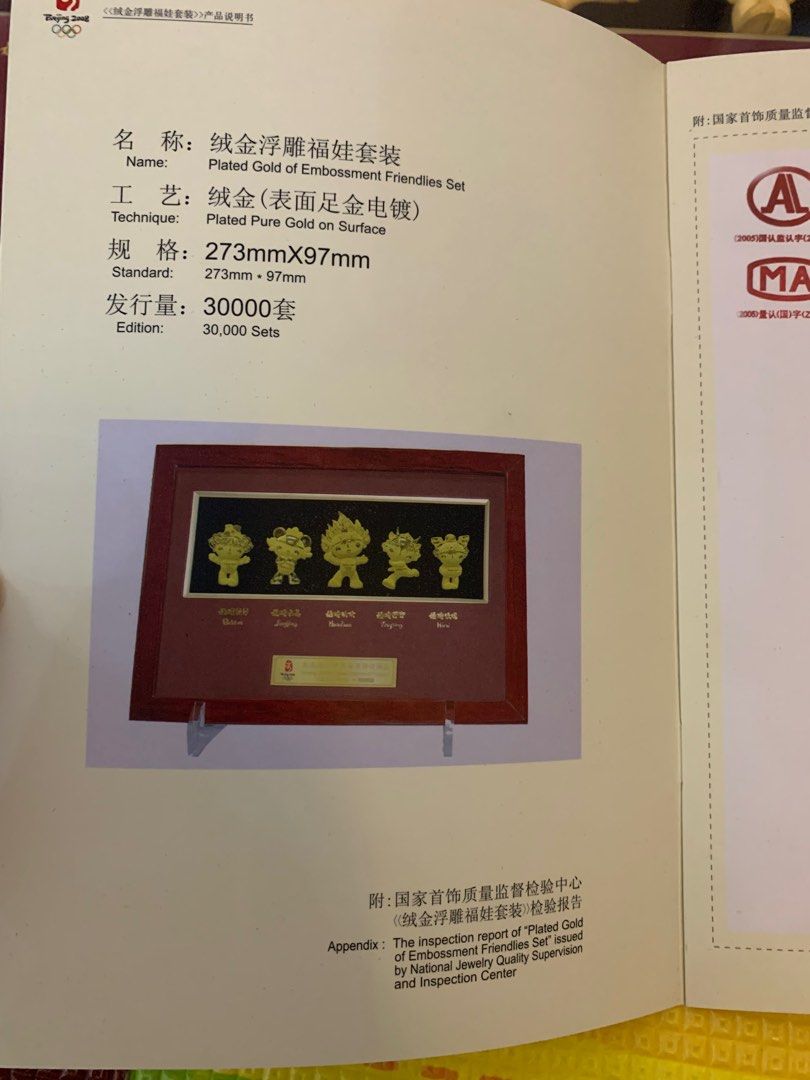 Beijing 2008
《《绒金浮雕福娃套装》》产品说明书
名 称：绒金浮雕福娃套装
Name: Plated Gold of Embossment Friendlies Set
工 艺：绒金(表面足金电镀)
Technique: Plated Pure Gold on Surface
规 格：273mmX97mm
Standard: 273mm * 97mm
发行量：30000套
Edition: 30,000 Sets
附:国家首饰质量监督检验中心
《《绒金浮雕福娃套装》》检验报告
Appendix : The inspection report of "Plated Gold
of Embossment Friendlies Set" issued
by National Jewelry Quality Supervision
and Inspection Center
附:国家首饰质量监
AL
(2005)国认监认字(2
MA
(2005)量认(国)字(2